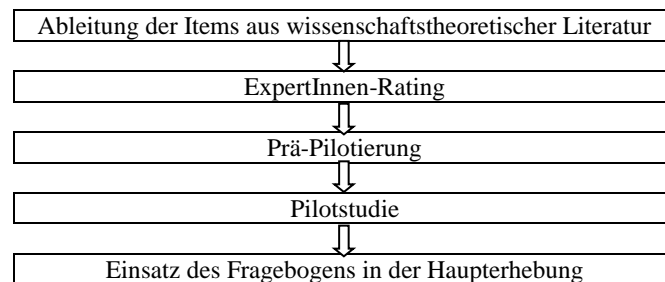 Ableitung der Items aus wissenschaftstheoretischer Literatur
ExpertInnen-Rating
Prä-Pilotierung
Pilotstudie
Einsatz des Fragebogens in der Haupterhebung